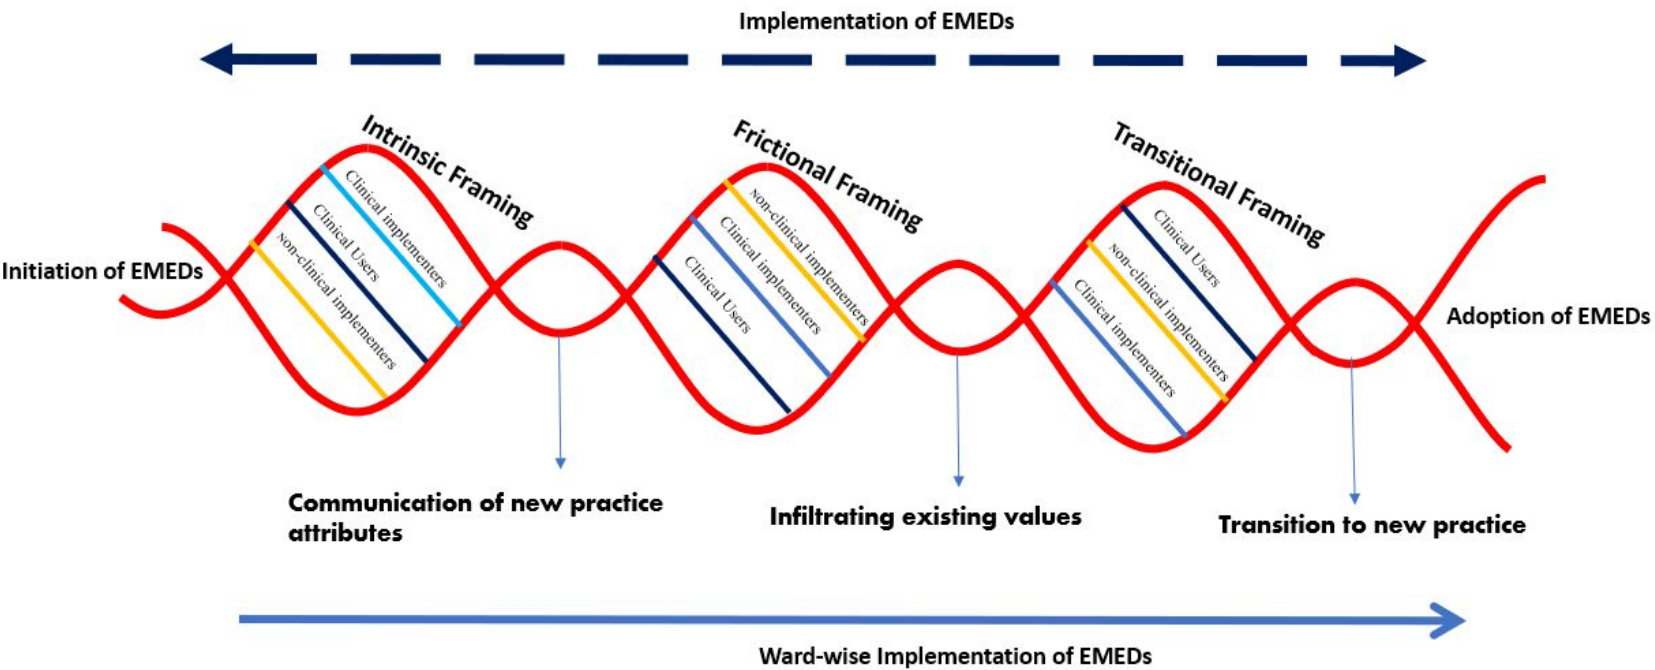 Implementation of EMEDs
Intrinsic Framing
Frictional Framing
Transitional Framing
Initiation of EMEDs
Clinical implementers
Clinical Users
non-clinical implementers
non-clinical implementers
Clinical implementers
Clinical Users
Clinical Users
non-clinical implementers
Clinical implementers
Adoption of EMEDs
Communication of new practice
attributes
Infiltrating existing values
Transition to new practice
Ward-wise Implementation of EMEDs